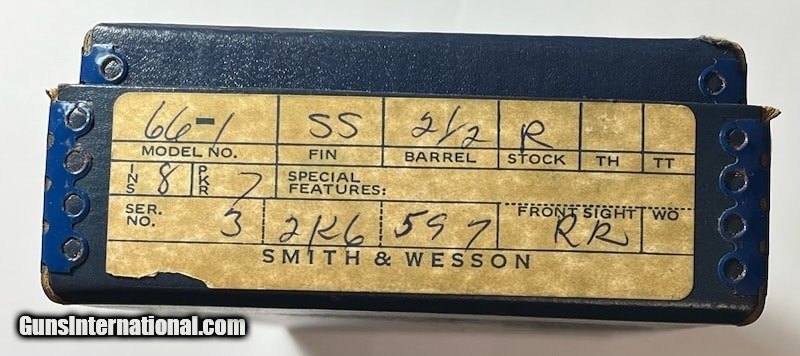 66-1 SS 2 1/2 R
MODEL NO. FIN BARREL STOCK TH TT
INS 8 PKR 7 SPECIAL FEATURES:
SER. NO. 3 2K6 597 FRONT SIGHT RR WO
SMITH & WESSON
GunsInternational.com